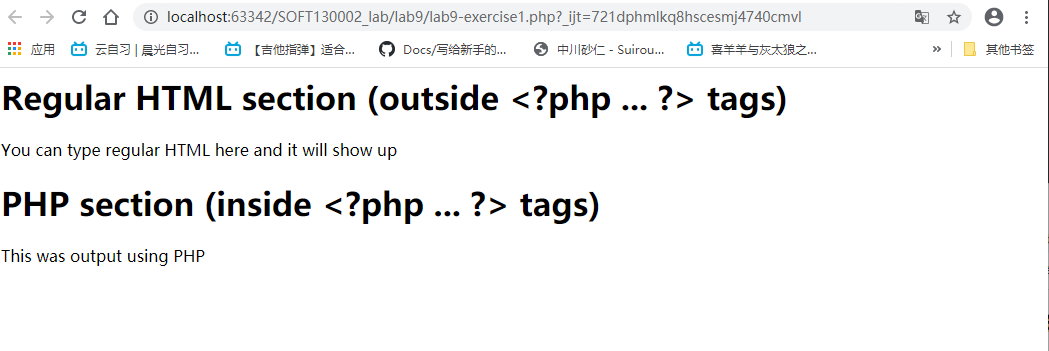 localhost:63342/SOFT130002_lab/lab9/lab9-exercise1.php?_ijt=721dphmlkq8hscesmj4740cmvl
应用 云自习 | 晨光自习... 【吉他指弹】适合... Docs/写给新手的... 中川砂仁 - Suirou... 喜羊羊与灰太狼之... » 其他书签
Regular HTML section (outside <?php ... ?> tags)
You can type regular HTML here and it will show up
PHP section (inside <?php ... ?> tags)
This was output using PHP